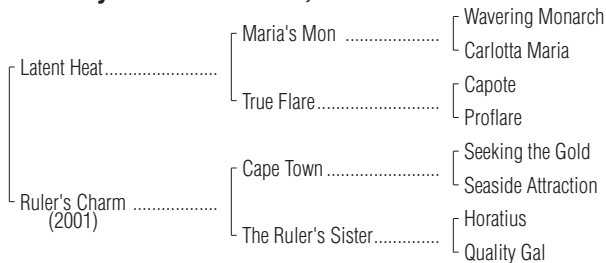 Wavering Monarch
Maria's Mon ....................
Carlotta Maria
Latent Heat........................
Capote
True Flare..........................
Proflare
Seeking the Gold
Cape Town ........................
Seaside Attraction
Ruler's Charm ..................
(2001)
Horatius
The Ruler's Sister..............
Quality Gal